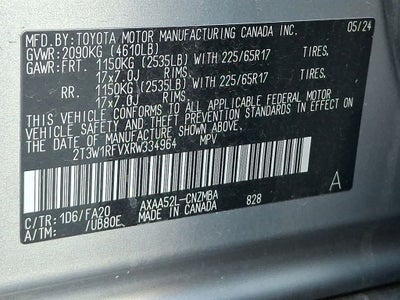 MFD.BY:TOYOTA MOTOR MANUFACTURING CANADA INC. 05/24
GVWR:2090KG (4610LB)
GAWR:FRT. 1150KG (2535LB) WITH 225/65R17 TIRES,
17x7.0J RIMS,
RR. 1150KG (2535LB) WITH 225/65R17 TIRES,
17x7.0J RIMS,
THIS VEHICLE CONFORMS TO ALL APPLICABLE FEDERAL MOTOR
VEHICLE SAFETY AND BUMPER STANDARDS IN EFFECT ON THE DATE
OF MANUFACTURE SHOWN ABOVE.
2T3W1RFVXRW334964 MPV
A
C/TR:1D6/FA20 AXAA52L-CNZMBA
A/TM: /UB80E MADE IN CANADA 828